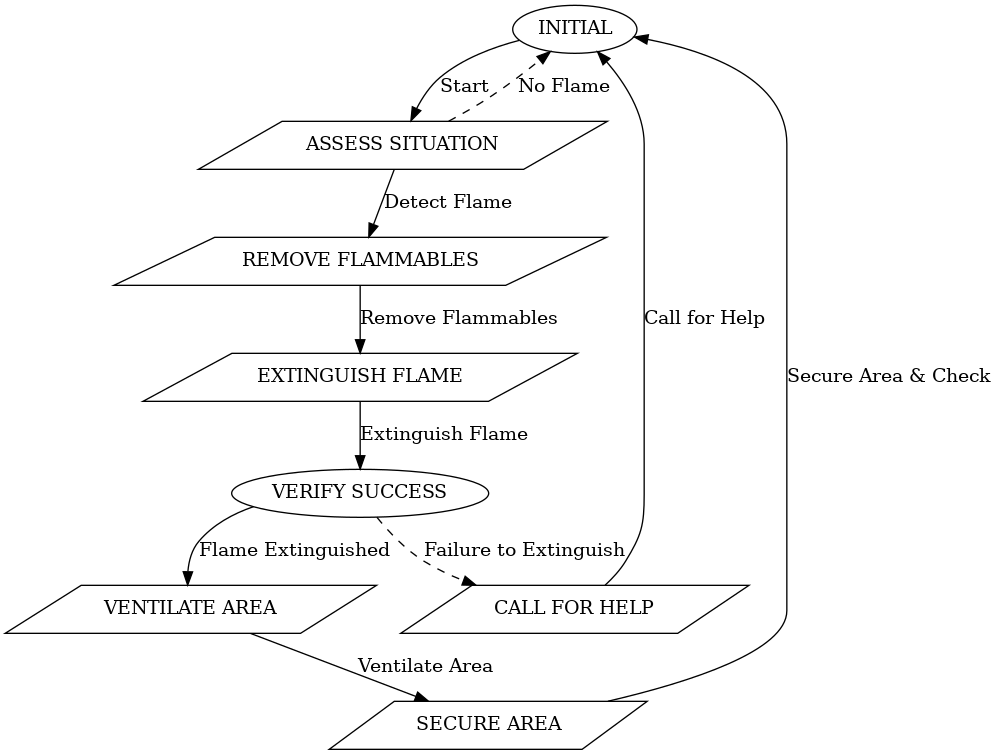 INITIAL
Start
No Flame
ASSESS SITUATION
Detect Flame
REMOVE FLAMMABLES
Remove Flammables
Call for Help
EXTINGUISH FLAME
Secure Area & Check
Extinguish Flame
VERIFY SUCCESS
Flame Extinguished
Failure to Extinguish
VENTILATE AREA
CALL FOR HELP
Ventilate Area
SECURE AREA